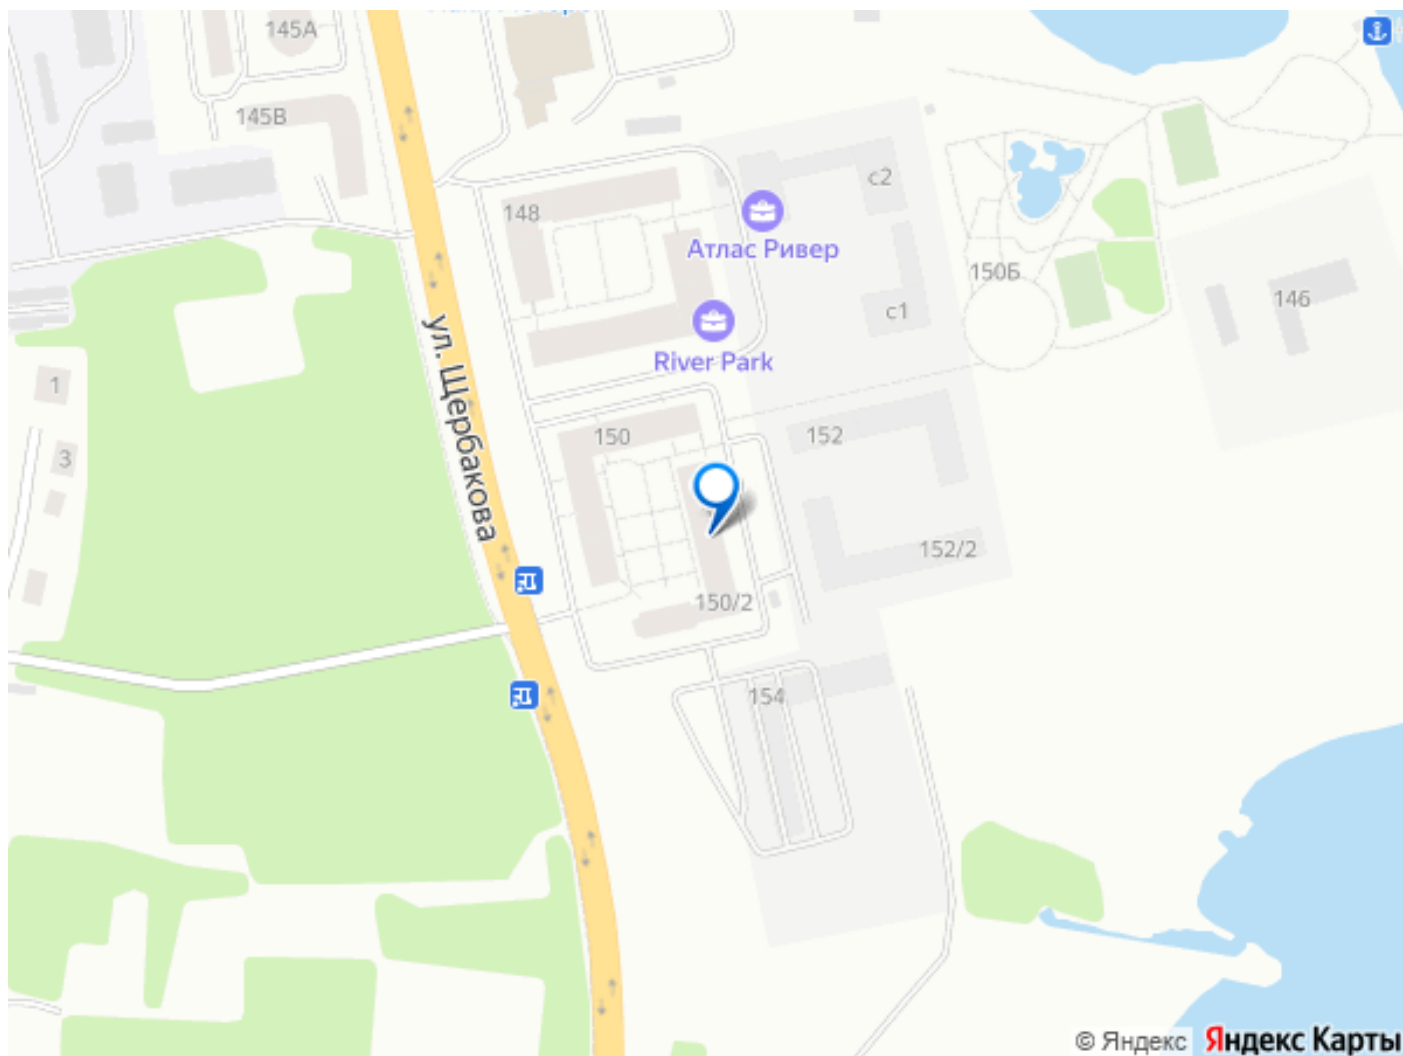 145А
145В
148
с2
Атлас Ривер
150Б
с1
146
River Park
ул. Щербакова
1
3
150
152
152/2
150/2
154
© Яндекс
Яндекс Карты